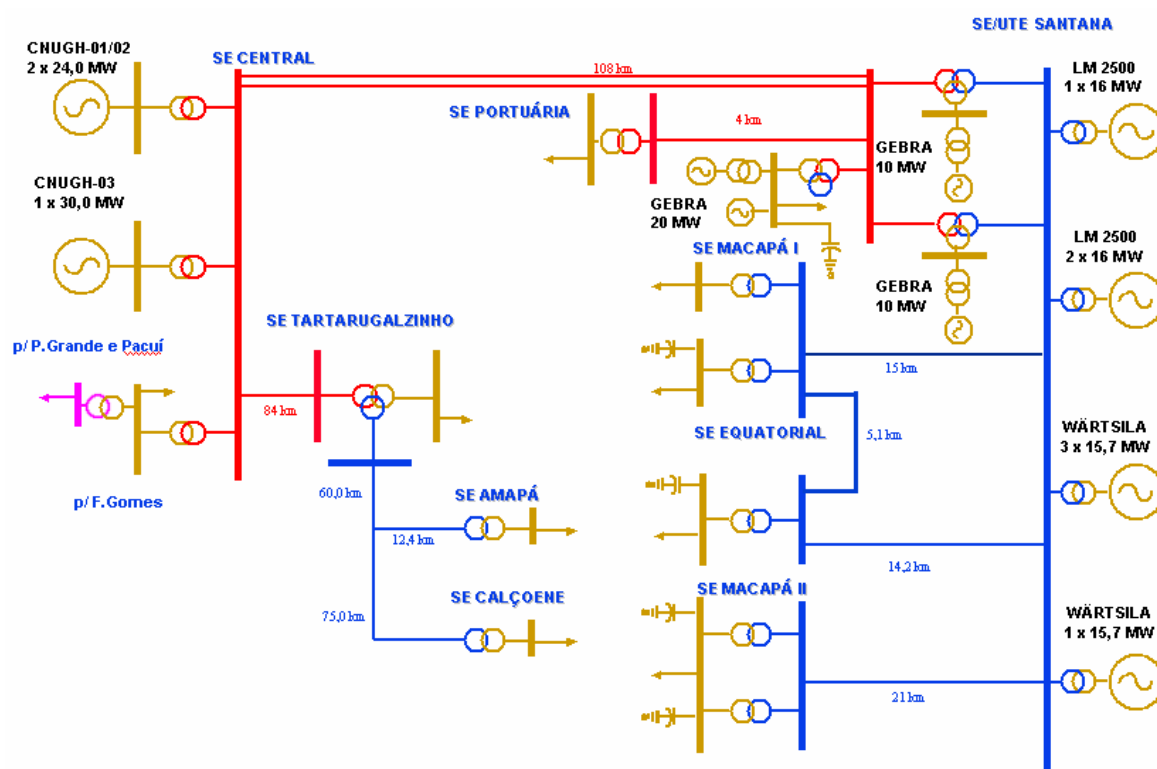 SE/UTE SANTANA
CNUGH-01/02
2 x 24,0 MW
SE CENTRAL
108 km
LM 2500
1 x 16 MW
SE PORTUÁRIA
4 km
GEBRA
10 MW
CNUGH-03
1 x 30,0 MW
GEBRA
20 MW
SE MACAPÁ I
LM 2500
2 x 16 MW
GEBRA
10 MW
SE TARTARUGALZINHO
p/ P.Grande e Pacuí
15 km
84 km
SE EQUATORIAL
5,1 km
WÄRTSILA
3 x 15,7 MW
p/ F.Gomes
60,0 km
SE AMAPÁ
12,4 km
14,2 km
SE CALÇOENE
SE MACAPÁ II
75,0 km
WÄRTSILA
1 x 15,7 MW
21 km